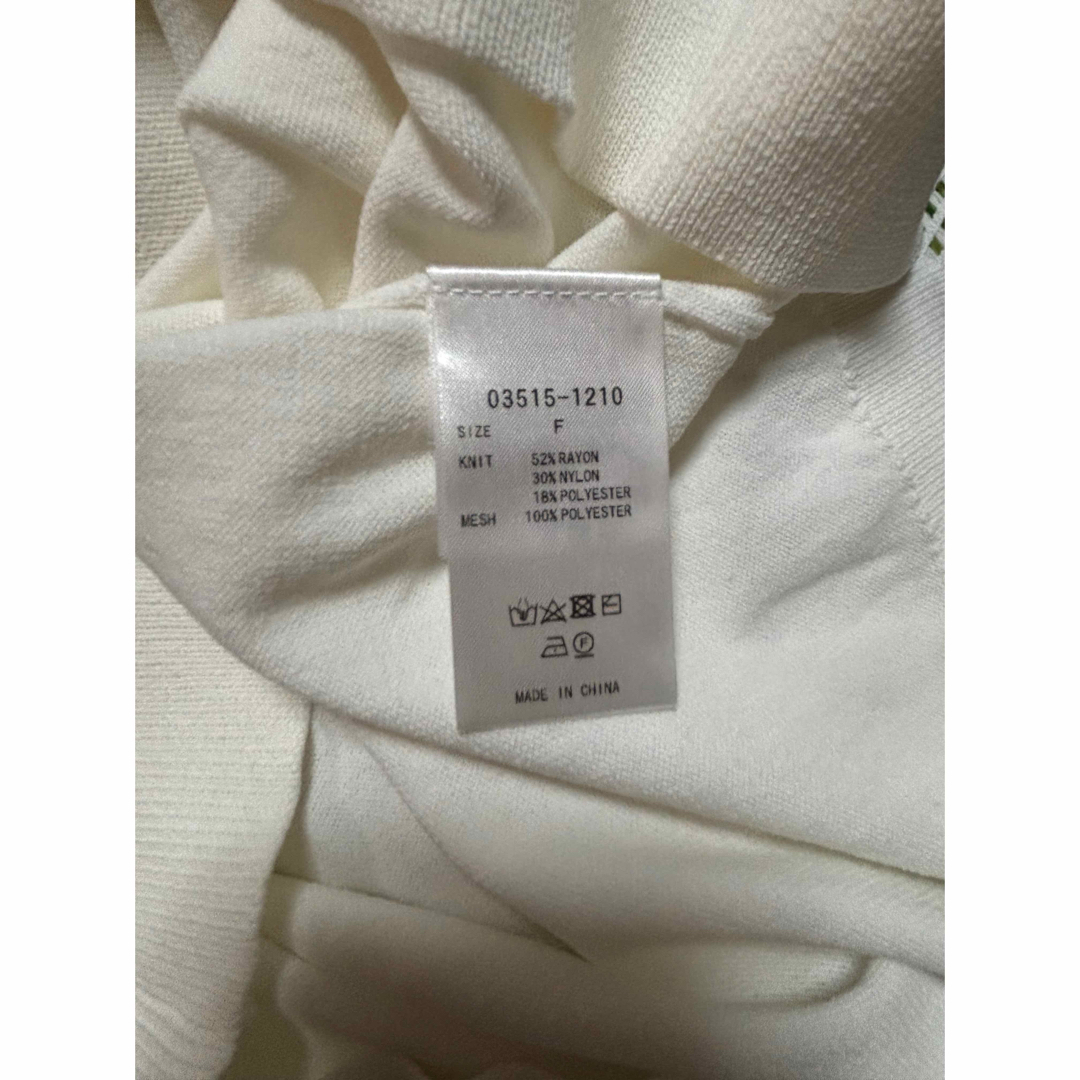 03515-1210
SIZE F
KNIT 52% RAYON
30% NYLON
18% POLYESTER
MESH 100% POLYESTER
F
MADE IN CHINA